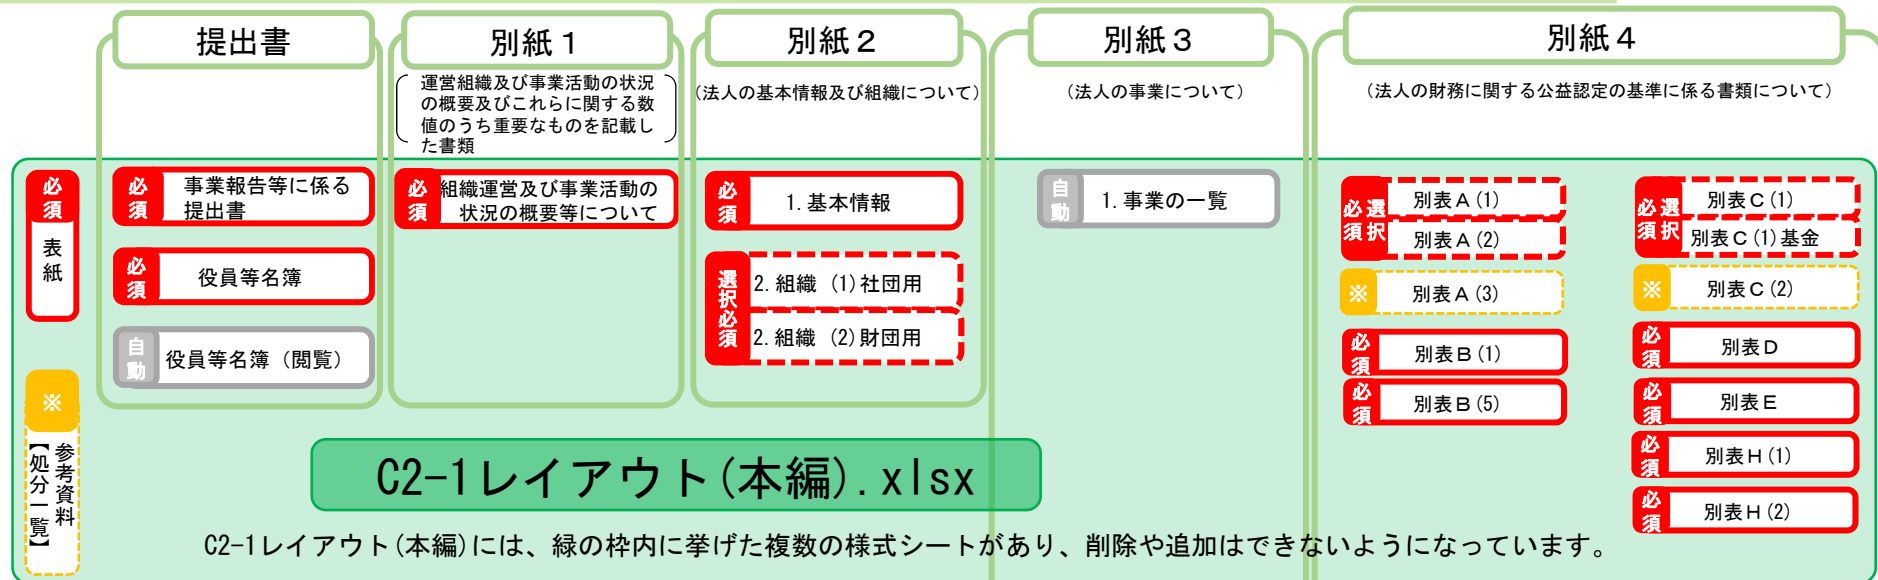 提出書
別紙１
運営組織及び事業活動の状況
の概要及びこれらに関する数
値のうち重要なものを記載し
た書類
別紙２
（法人の基本情報及び組織について）
別紙３
（法人の事業について）
別紙４
（法人の財務に関する公益認定の基準に係る書類について）
必須
表紙
※
参考資料
【処分一覧】
必須
事業報告等に係る
提出書
必須
役員等名簿
自動
役員等名簿（閲覧）
必須
組織運営及び事業活動の
状況の概要等について
必須
1.基本情報
選択必須
2.組織（1)社団用
2.組織（2)財団用
自動
1.事業の一覧
選択必須
別表Ａ(1)
別表Ａ(2)
※
別表Ａ(3)
必須
別表Ｂ(1)
必須
別表Ｂ(5)
選択必須
別表Ｃ(1)
別表Ｃ(1)基金
※
別表Ｃ(2)
必須
別表Ｄ
必須
別表Ｅ
必須
別表Ｈ(1)
必須
別表Ｈ(2)
C2-1レイアウト(本編).xlsx
C2-1レイアウト(本編)には、緑の枠内に挙げた複数の様式シートがあり、削除や追加はできないようになっています。